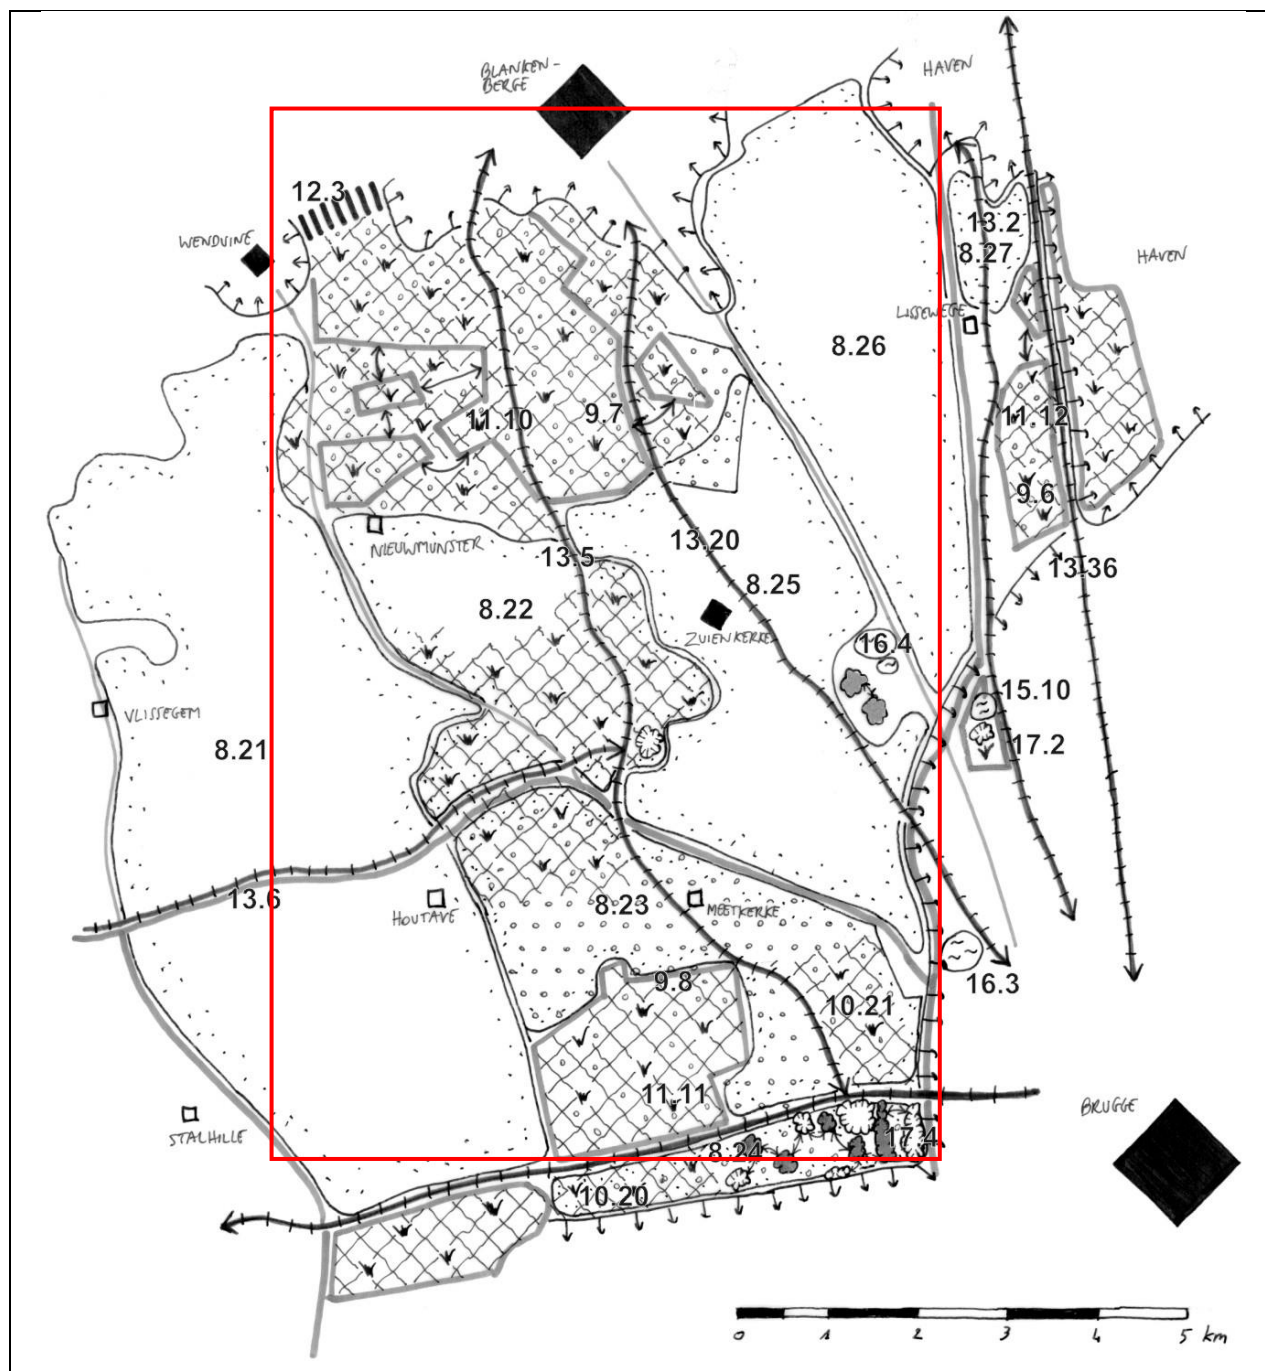 BLANKEN-
BERGE
HAVEN
12.3
WENDUINE
13.2
8.27
HAVEN
LISSEWEGE
8.26
11.10
9.7
11.12
9.6
NIEUWMUNSTER
13.5
13.20
13.36
8.25
8.22
ZUIENKERKE
16.4
15.10
VLISSEGEM
8.21
17.2
13.6
HOUTAVE
8.23
MEETKERKE
9.8
16.3
10.21
11.11
BRUGGE
STALHILLE
17.4
8.24
10.20
0 1 2 3 4 5 km